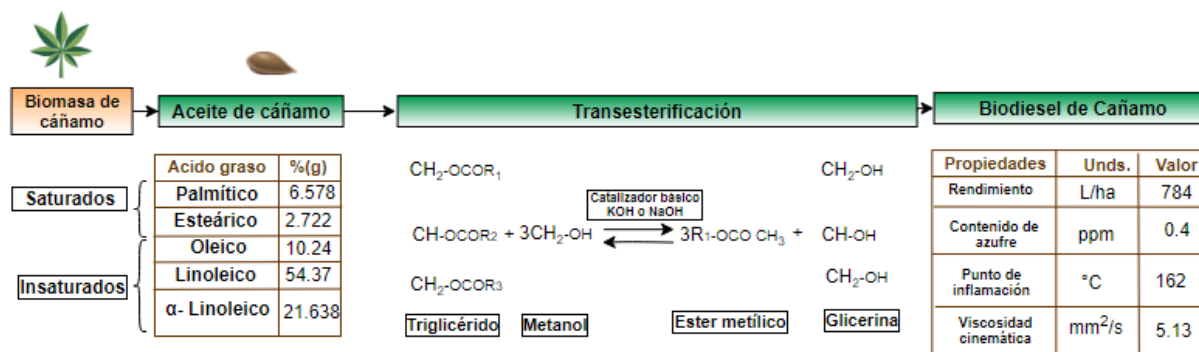 Biomasa de
cáñamo
Aceite de cáñamo
Transesterificación
Biodiesel de Cañamo
Saturados
Insaturados
Acido graso %(g)
Palmítico 6.578
Esteárico 2.722
Oleico 10.24
Linoleico 54.37
α- Linoleico 21.638
CH₂-OCOR₁
CH-OCOR₂ + 3CH₂-OH
CH₂-OCOR₃
Catalizador básico
KOH o NaOH
3R₁-OCO CH₃ +
CH₂-OH
CH-OH
CH₂-OH
Triglicérido
Metanol
Ester metílico
Glicerina
Propiedades Unds. Valor
Rendimiento L/ha 784
Contenido de
azufre ppm 0.4
Punto de
inflamación °C 162
Viscosidad
cinemática mm²/s 5.13